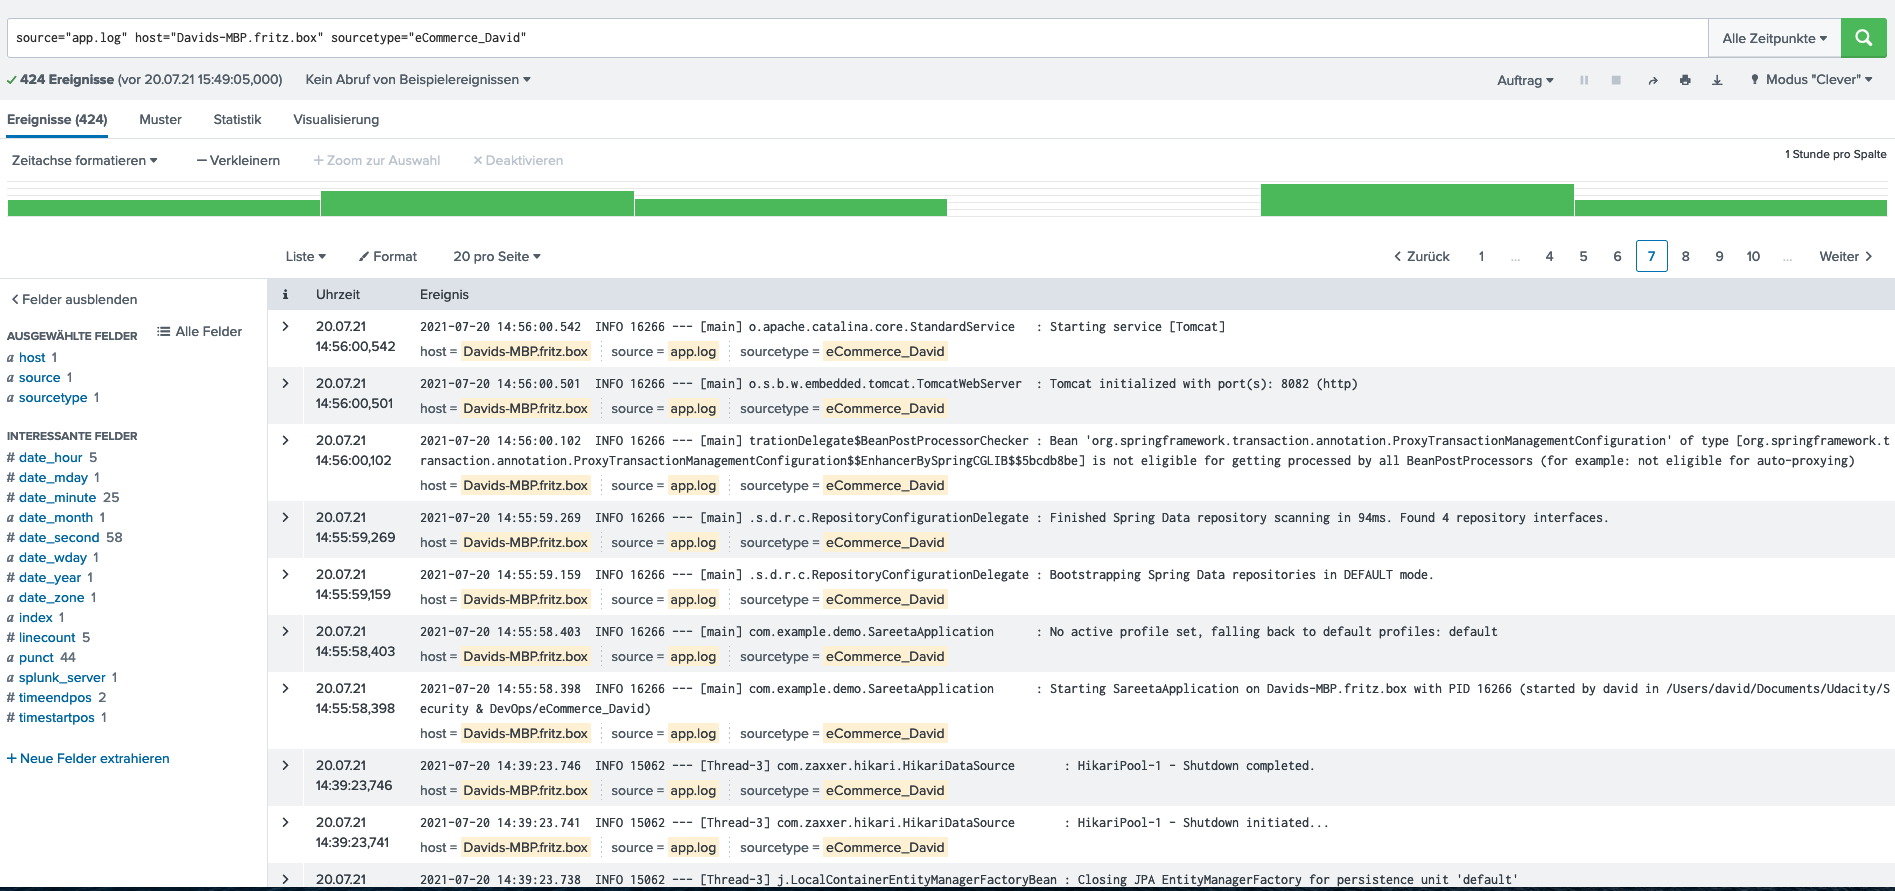 source="app.log" host="Davids-MBP.fritz.box" sourcetype="eCommerce_David"
Alle Zeitpunkte
424 Ereignisse (vor 20.07.21 15:49:05,000) Kein Abruf von Beispielereignissen
Auftrag Modus "Clever"
Ereignisse (424) Muster Statistik Visualisierung
Zeitachse formatieren — Verkleinern + Zoom zur Auswahl × Deaktivieren
1 Stunde pro Spalte
Liste Format 20 pro Seite
< Zurück 1 ... 4 5 6 7 8 9 10 ... Weiter >
< Felder ausblenden
AUSGEWÄHLTE FELDER Alle Felder
a host 1
a source 1
a sourcetype 1
INTERESSANTE FELDER
# date_hour 5
# date_mday 1
# date_minute 25
a date_month 1
# date_second 58
a date_wday 1
# date_year 1
a date_zone 1
a index 1
# linecount 5
a punct 44
a splunk_server 1
# timeendpos 2
# timestartpos 1
+ Neue Felder extrahieren
i Uhrzeit Ereignis
> 20.07.21
14:56:00,542
2021-07-20 14:56:00.542 INFO 16266 --- [main] o.apache.catalina.core.StandardService : Starting service [Tomcat]
host = Davids-MBP.fritz.box source = app.log sourcetype = eCommerce_David
> 20.07.21
14:56:00,501
2021-07-20 14:56:00.501 INFO 16266 --- [main] o.s.b.w.embedded.tomcat.TomcatWebServer : Tomcat initialized with port(s): 8082 (http)
host = Davids-MBP.fritz.box source = app.log sourcetype = eCommerce_David
> 20.07.21
14:56:00,102
2021-07-20 14:56:00.102 INFO 16266 --- [main] trationDelegate$BeanPostProcessorChecker : Bean 'org.springframework.transaction.annotation.ProxyTransactionManagementConfiguration' of type [org.springframework.t
ransaction.annotation.ProxyTransactionManagementConfiguration$$EnhancerBySpringCGLIB$$5bcdb8be] is not eligible for getting processed by all BeanPostProcessors (for example: not eligible for auto-proxying)
host = Davids-MBP.fritz.box source = app.log sourcetype = eCommerce_David
> 20.07.21
14:55:59,269
2021-07-20 14:55:59.269 INFO 16266 --- [main] .s.d.r.c.RepositoryConfigurationDelegate : Finished Spring Data repository scanning in 94ms. Found 4 repository interfaces.
host = Davids-MBP.fritz.box source = app.log sourcetype = eCommerce_David
> 20.07.21
14:55:59,159
2021-07-20 14:55:59.159 INFO 16266 --- [main] .s.d.r.c.RepositoryConfigurationDelegate : Bootstrapping Spring Data repositories in DEFAULT mode.
host = Davids-MBP.fritz.box source = app.log sourcetype = eCommerce_David
> 20.07.21
14:55:58,403
2021-07-20 14:55:58.403 INFO 16266 --- [main] com.example.demo.SareetaApplication : No active profile set, falling back to default profiles: default
host = Davids-MBP.fritz.box source = app.log sourcetype = eCommerce_David
> 20.07.21
14:55:58,398
2021-07-20 14:55:58.398 INFO 16266 --- [main] com.example.demo.SareetaApplication : Starting SareetaApplication on Davids-MBP.fritz.box with PID 16266 (started by david in /Users/david/Documents/Udacity/S
ecurity & DevOps/eCommerce_David)
host = Davids-MBP.fritz.box source = app.log sourcetype = eCommerce_David
> 20.07.21
14:39:23,746
2021-07-20 14:39:23.746 INFO 15062 --- [Thread-3] com.zaxxer.hikari.HikariDataSource : HikariPool-1 - Shutdown completed.
host = Davids-MBP.fritz.box source = app.log sourcetype = eCommerce_David
> 20.07.21
14:39:23,741
2021-07-20 14:39:23.741 INFO 15062 --- [Thread-3] com.zaxxer.hikari.HikariDataSource : HikariPool-1 - Shutdown initiated...
host = Davids-MBP.fritz.box source = app.log sourcetype = eCommerce_David
> 20.07.21
2021-07-20 14:39:23.738 INFO 15062 --- [Thread-3] j.LocalContainerEntityManagerFactoryBean : Closing JPA EntityManagerFactory for persistence unit 'default'